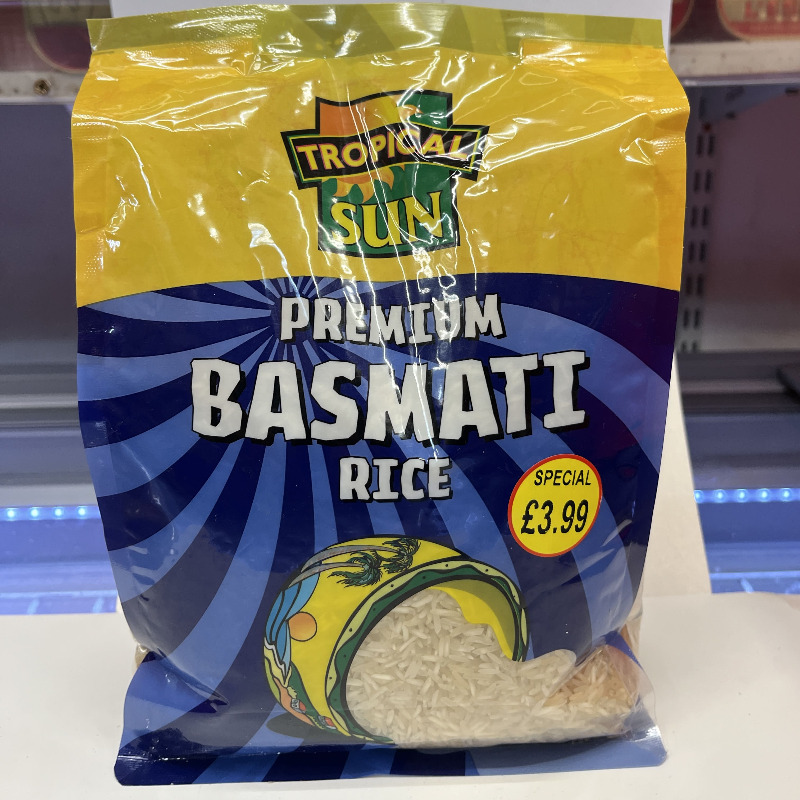 TROPICAL
SUN
PREMIUM
BASMATI
RICE
SPECIAL
£3.99